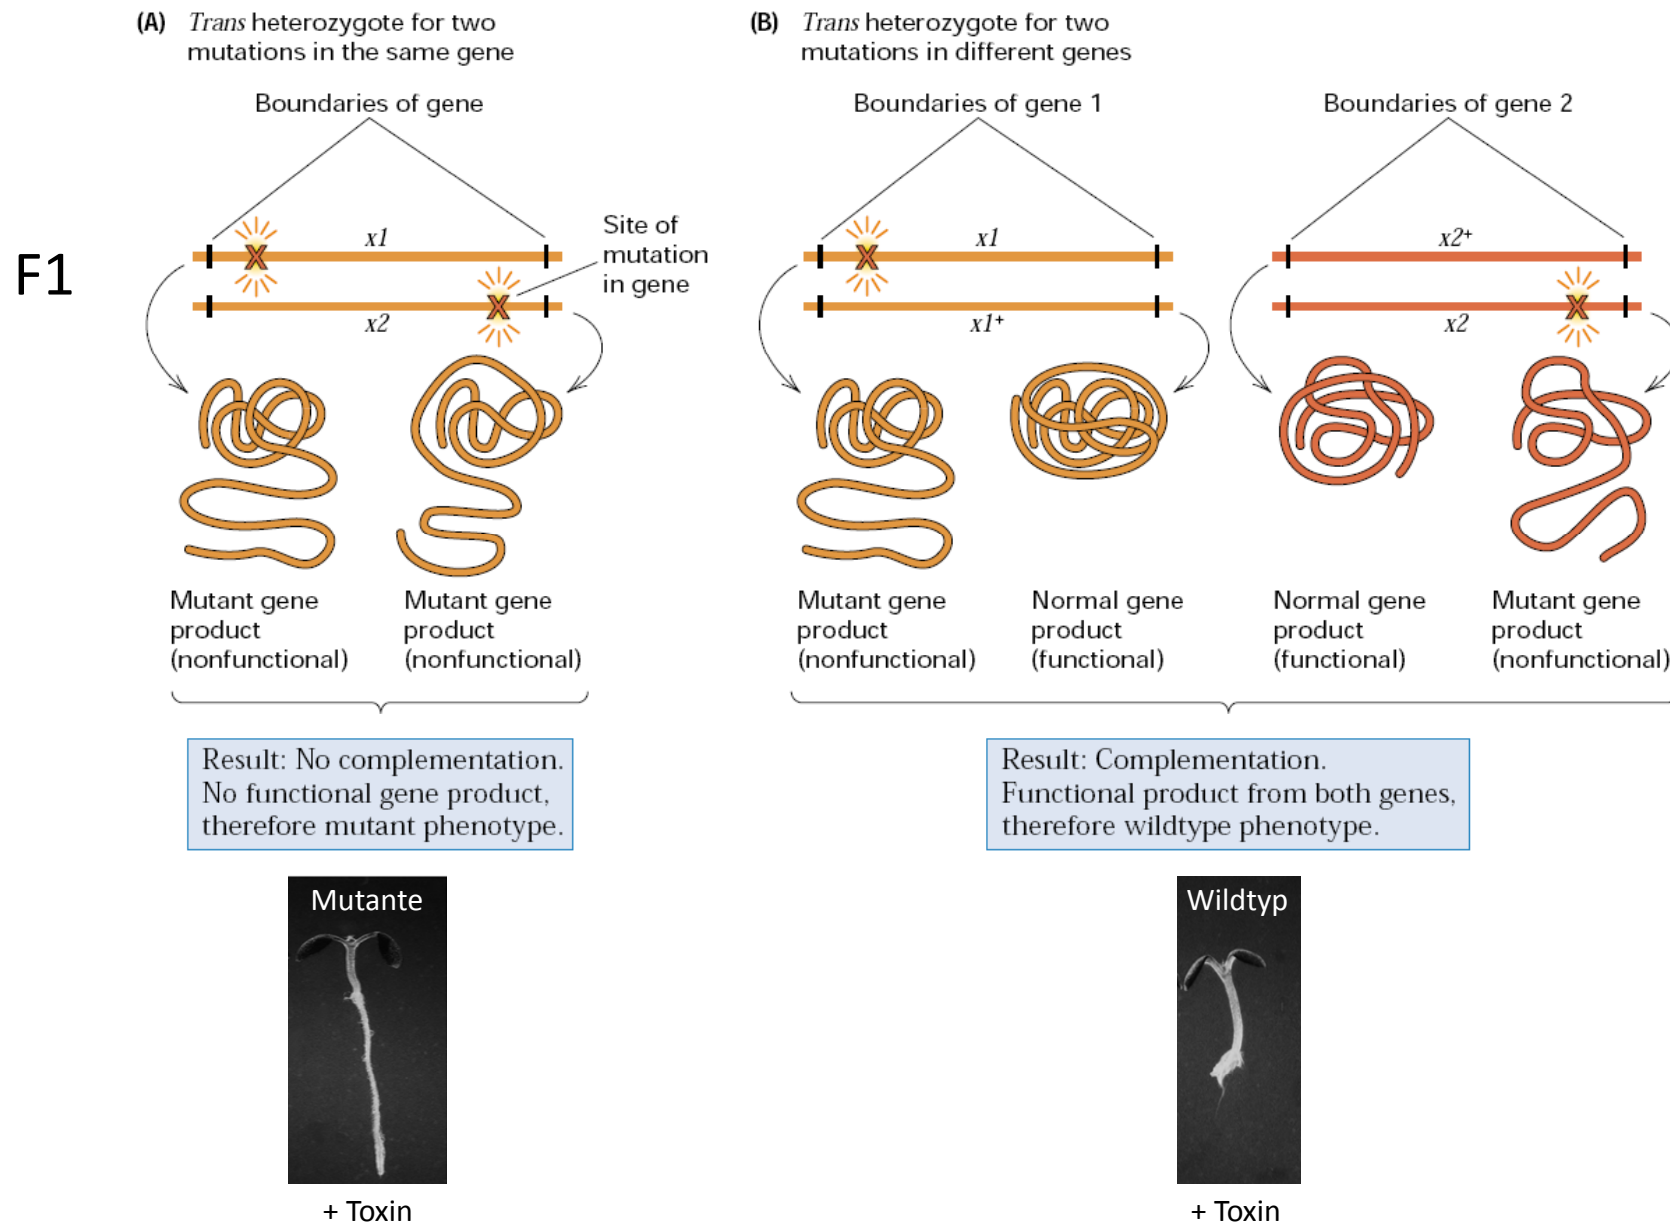 (A) Trans heterozygote for two
mutations in the same gene
Boundaries of gene
F1
x1
x2
Site of
mutation
in gene
Mutant gene
product
(nonfunctional)
Mutant gene
product
(nonfunctional)
Result: No complementation.
No functional gene product,
therefore mutant phenotype.
Mutante
+ Toxin
(B) Trans heterozygote for two
mutations in different genes
Boundaries of gene 1
Boundaries of gene 2
x1
x1+
x2+
x2
Mutant gene
product
(nonfunctional)
Normal gene
product
(functional)
Normal gene
product
(functional)
Mutant gene
product
(nonfunctional)
Result: Complementation.
Functional product from both genes,
therefore wildtype phenotype.
Wildtyp
+ Toxin